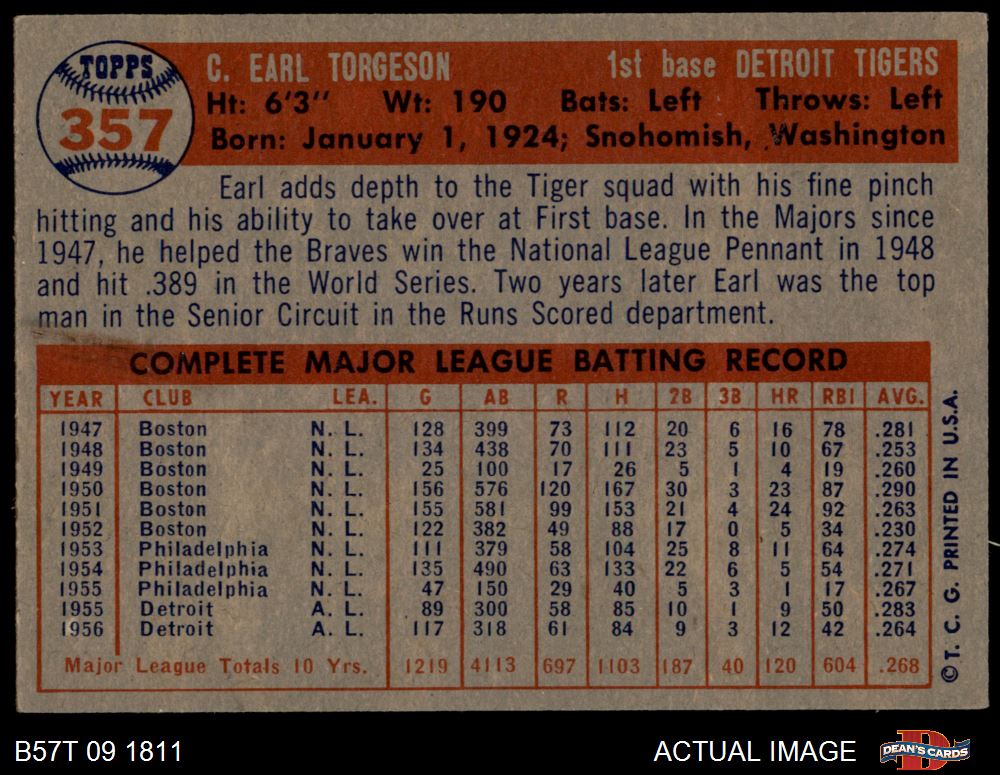 TOPPS
357
C. EARL TORGESON 1st base DETROIT TIGERS
Ht: 6'3" Wt: 190 Bats: Left Throws: Left
Born: January 1, 1924; Snohomish, Washington
Earl adds depth to the Tiger squad with his fine pinch
hitting and his ability to take over at First base. In the Majors since
1947, he helped the Braves win the National League Pennant in 1948
and hit .389 in the World Series. Two years later Earl was the top
man in the Senior Circuit in the Runs Scored department.
COMPLETE MAJOR LEAGUE BATTING RECORD
YEAR CLUB LEA. G AB R H 2B 3B HR RBI AVG.
1947 Boston N. L. 128 399 73 112 20 6 16 78 .281
1948 Boston N. L. 134 438 70 111 23 5 10 67 .253
1949 Boston N. L. 25 100 17 26 5 1 4 19 .260
1950 Boston N. L. 156 576 120 167 30 3 23 87 .290
1951 Boston N. L. 155 581 99 153 21 4 24 92 .263
1952 Boston N. L. 122 382 49 88 17 0 5 34 .230
1953 Philadelphia N. L. 111 379 58 104 25 8 11 64 .274
1954 Philadelphia N. L. 135 490 63 133 22 6 5 54 .271
1955 Philadelphia N. L. 47 150 29 40 5 3 1 17 .267
1955 Detroit A. L. 89 300 58 85 10 1 9 50 .283
1956 Detroit A. L. 117 318 61 84 9 3 12 42 .264
Major League Totals 10 Yrs. 1219 4113 697 1103 187 40 120 604 .268
© T. C. G. PRINTED IN U.S.A.
B57T 09 1811 ACTUAL IMAGE DEAN'S CARDS